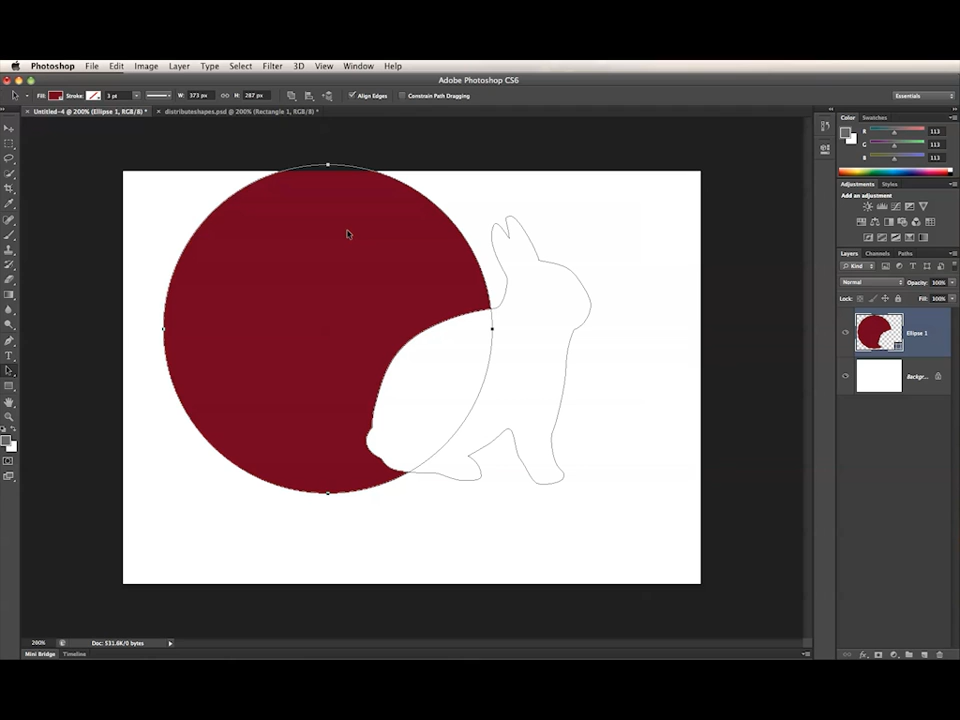 Photoshop File Edit Image Layer Type Select Filter 3D View Window Help
Adobe Photoshop CS6
Fill: Stroke: 3 pt W: 373 px H: 287 px Align Edges Constrain Path Dragging Essentials
× Untitled-4 @ 200% (Ellipse 1, RGB/8) * × distributeshapes.psd @ 200% (Rectangle 1, RGB/8) *
Color Swatches
R 113
G 113
B 113
Adjustments Styles
Add an adjustment
Layers Channels Paths
Kind
Normal Opacity: 100%
Lock: Fill: 100%
Ellipse 1
Backgr...
200% Doc: 531.6K/0 bytes
Mini Bridge Timeline